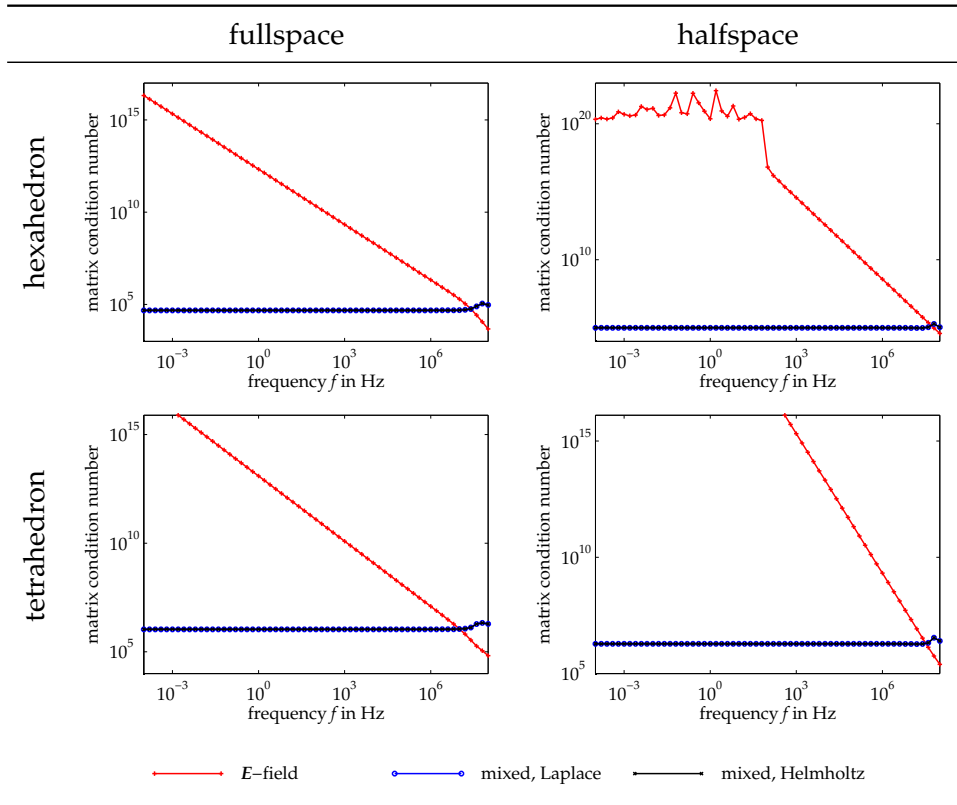 fullspace
halfspace
hexahedron
matrix condition number
10^15
10^10
10^5
10^-3
10^0
10^3
10^6
frequency f in Hz
matrix condition number
10^20
10^10
10^-3
10^0
10^3
10^6
frequency f in Hz
tetrahedron
matrix condition number
10^15
10^10
10^5
10^-3
10^0
10^3
10^6
frequency f in Hz
matrix condition number
10^15
10^10
10^5
10^-3
10^0
10^3
10^6
frequency f in Hz
E-field
mixed, Laplace
mixed, Helmholtz